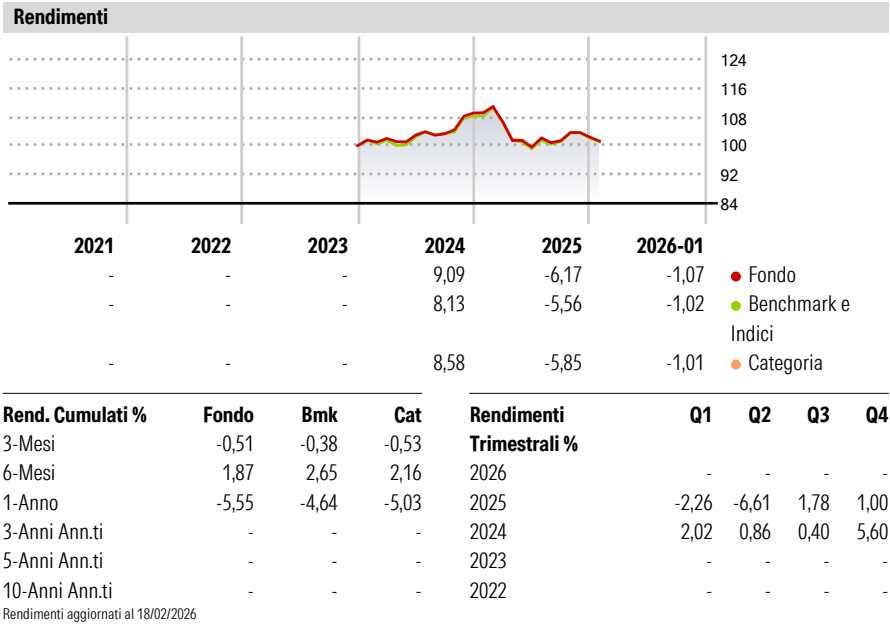 Rendimenti
124
116
108
100
92
84
2021 2022 2023 2024 2025 2026-01
- - - 9,09 -6,17 -1,07 Fondo
- - - 8,13 -5,56 -1,02 Benchmark e
Indici
- - - 8,58 -5,85 -1,01 Categoria
Rend. Cumulati % Fondo Bmk Cat
3-Mesi -0,51 -0,38 -0,53
6-Mesi 1,87 2,65 2,16
1-Anno -5,55 -4,64 -5,03
3-Anni Ann.ti - - -
5-Anni Ann.ti - - -
10-Anni Ann.ti - - -
Rendimenti Q1 Q2 Q3 Q4
Trimestrali %
2026 - - - -
2025 -2,26 -6,61 1,78 1,00
2024 2,02 0,86 0,40 5,60
2023 - - - -
2022 - - - -
Rendimenti aggiornati al 18/02/2026